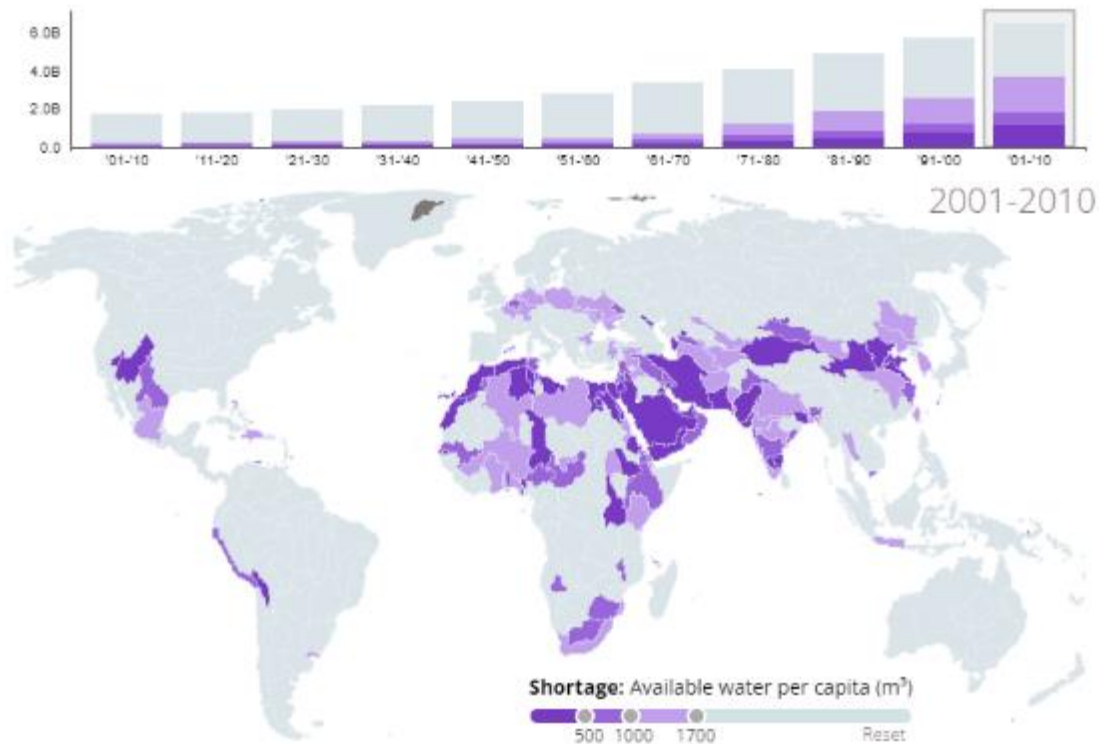 6.0B
4.0B
2.0B
0.0
'01-'10 '11-'20 '21-'30 '31-'40 '41-'50 '51-'60 '61-'70 '71-'80 '81-'90 '91-'00 '01-'10
2001-2010
Shortage: Available water per capita (m³)
500 1000 1700 Reset